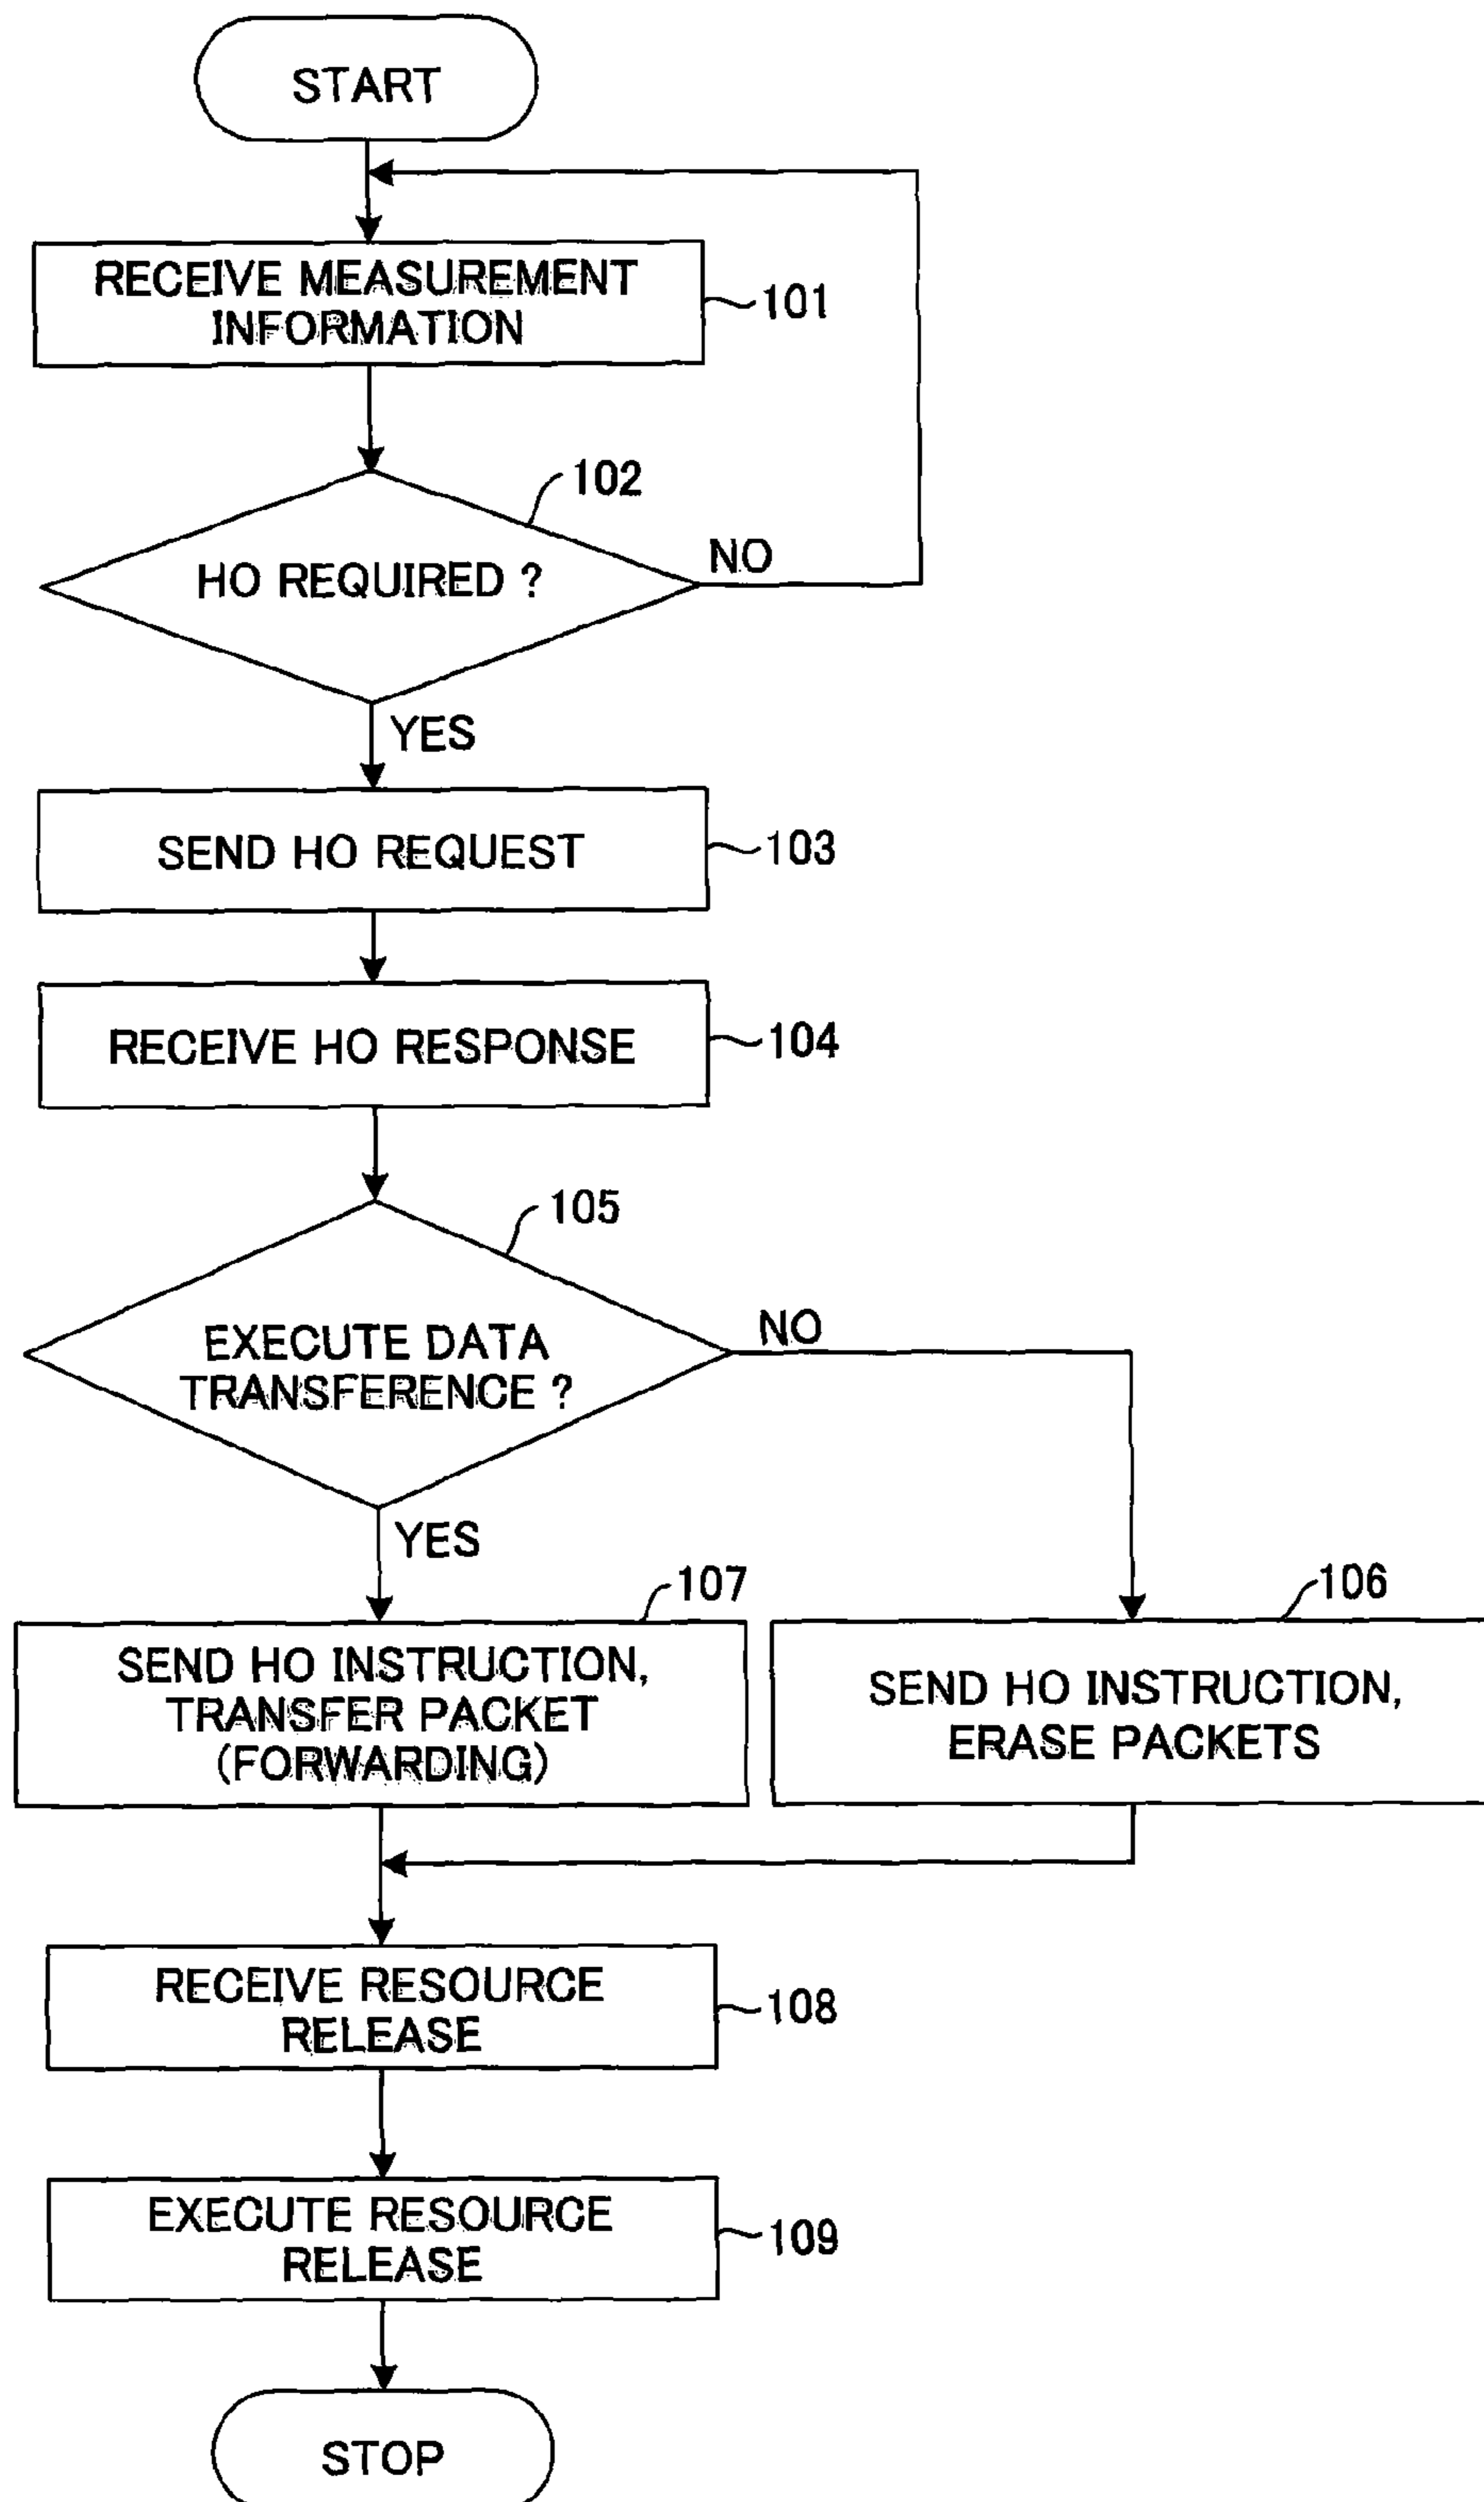 START
RECEIVE MEASUREMENT
INFORMATION
101
102
HO REQUIRED ?
NO
YES
SEND HO REQUEST
103
RECEIVE HO RESPONSE
104
105
EXECUTE DATA
TRANSFERENCE ?
NO
YES
107
SEND HO INSTRUCTION,
TRANSFER PACKET
(FORWARDING)
106
SEND HO INSTRUCTION,
ERASE PACKETS
RECEIVE RESOURCE
RELEASE
108
EXECUTE RESOURCE
RELEASE
109
STOP